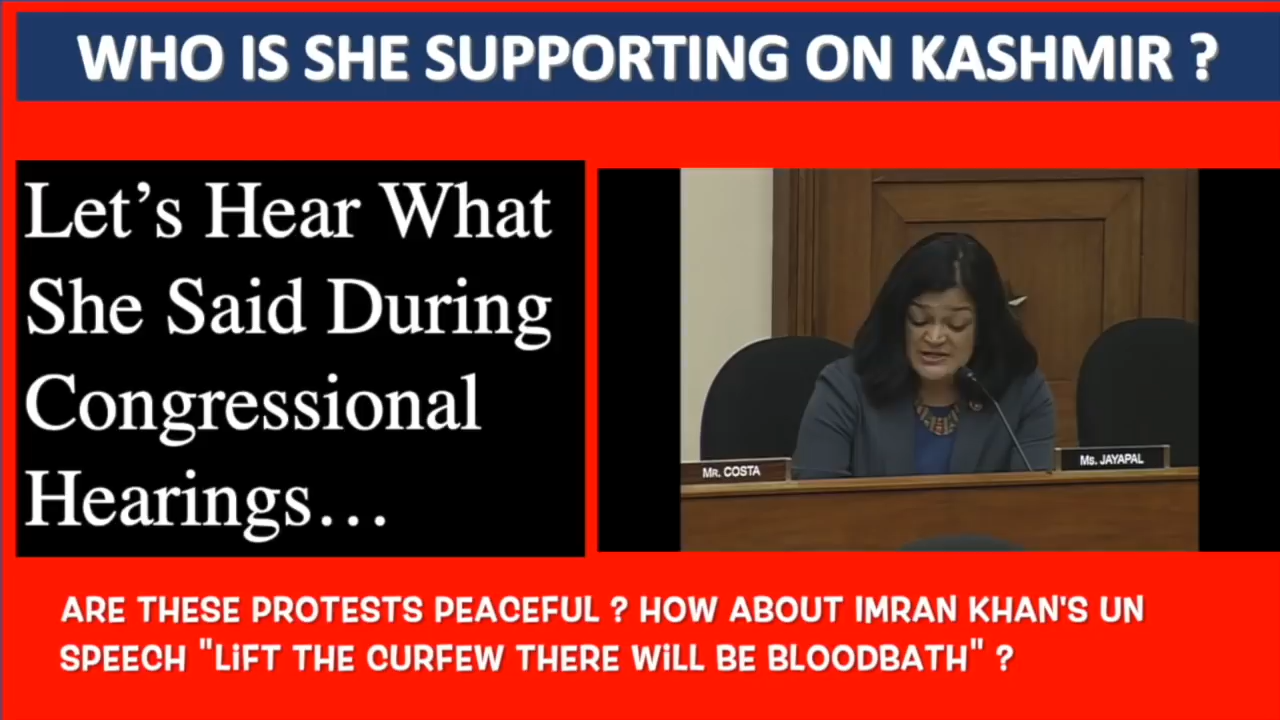 WHO IS SHE SUPPORTING ON KASHMIR ?
Let’s Hear What
She Said During
Congressional
Hearings…
MR. COSTA
Ms. JAYAPAL
ARE THESE PROTESTS PEACEFUL ? HOW ABOUT IMRAN KHAN'S UN
SPEECH "LiFT THE CURFEW THERE WiLL BE BLOODBATH" ?